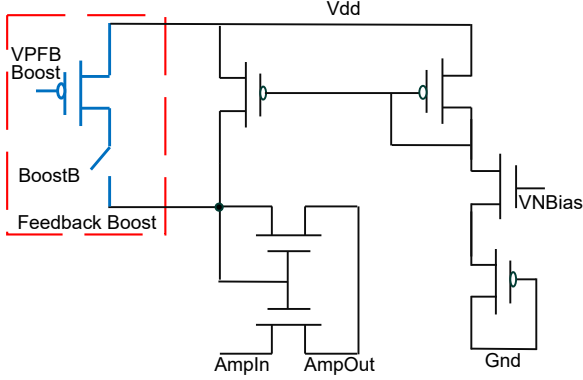 Vdd
VPFB
Boost
BoostB
VNBias
Feedback Boost
AmpIn
AmpOut
Gnd